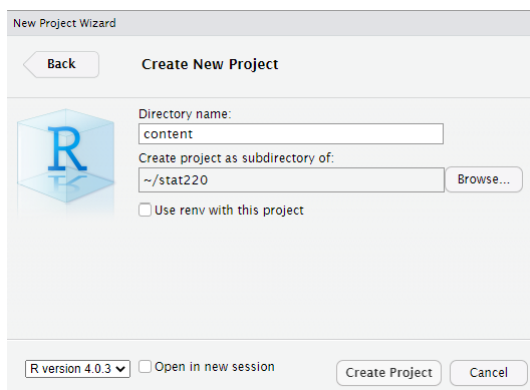 New Project Wizard
Back
Create New Project
R
Directory name:
content
Create project as subdirectory of:
~/stat220
Browse...
Use renv with this project
R version 4.0.3
Open in new session
Create Project
Cancel